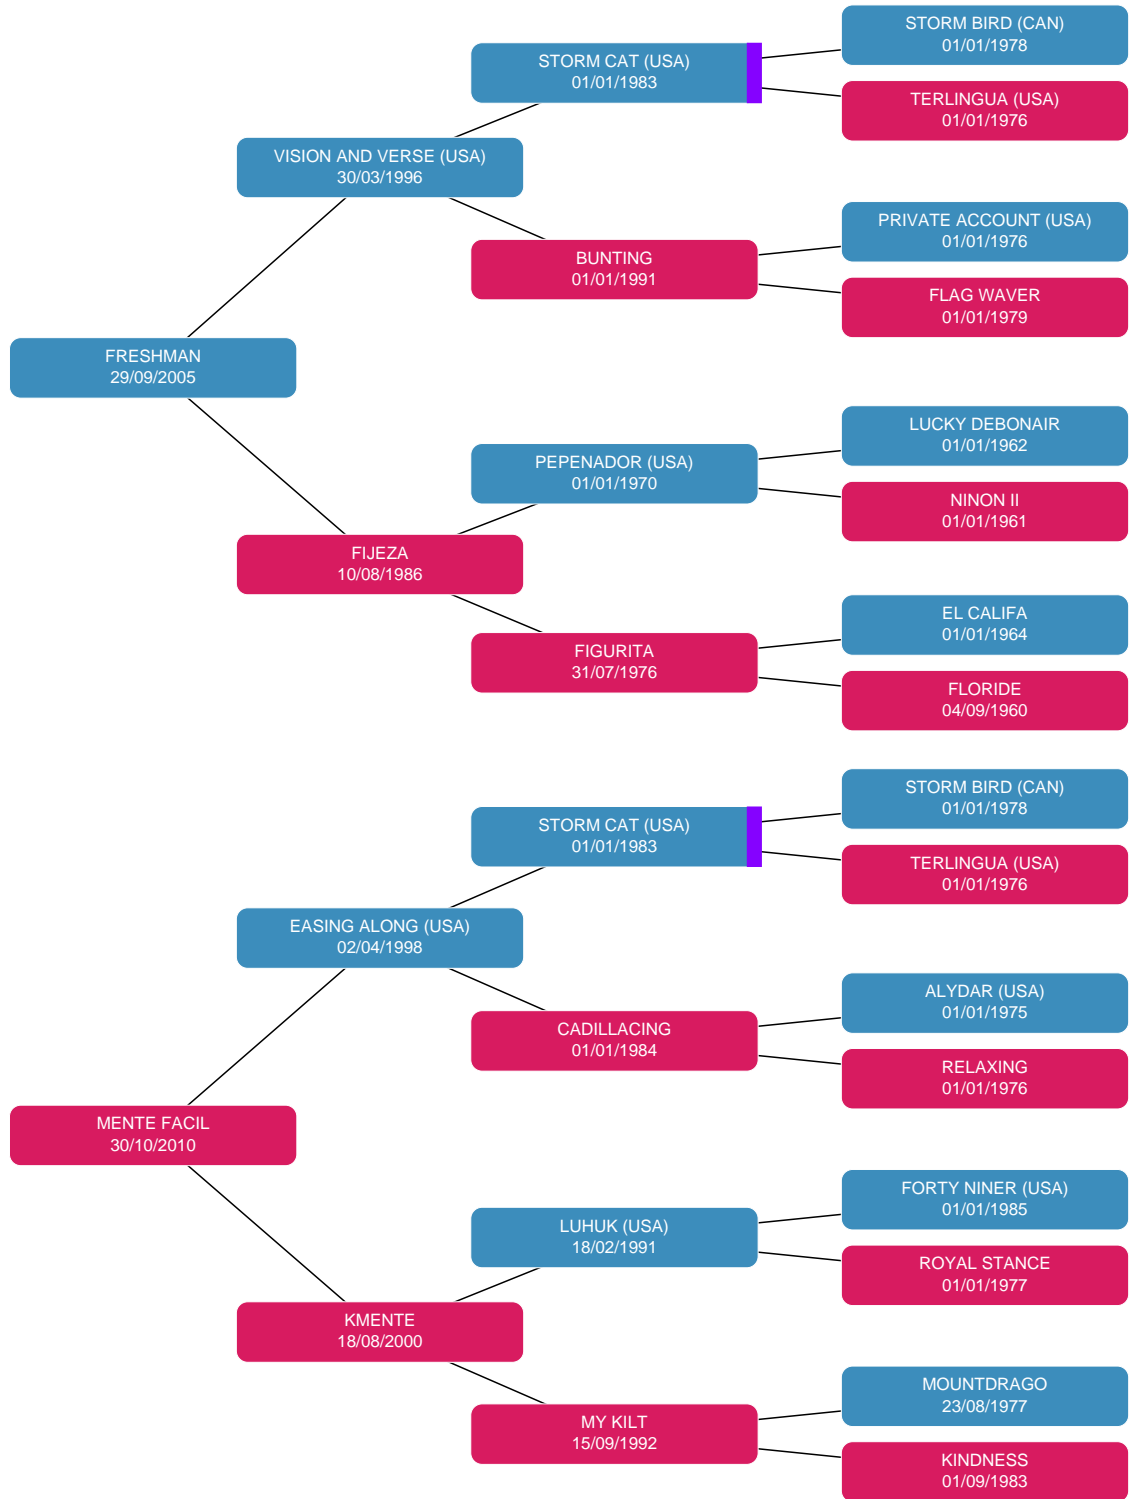 STORM BIRD (CAN)
01/01/1978
STORM CAT (USA)
01/01/1983
TERLINGUA (USA)
01/01/1976
VISION AND VERSE (USA)
30/03/1996
PRIVATE ACCOUNT (USA)
01/01/1976
BUNTING
01/01/1991
FLAG WAVER
01/01/1979
FRESHMAN
29/09/2005
LUCKY DEBONAIR
01/01/1962
PEPENADOR (USA)
01/01/1970
NINON II
01/01/1961
FIJEZA
10/08/1986
EL CALIFA
01/01/1964
FIGURITA
31/07/1976
FLORIDE
04/09/1960
STORM BIRD (CAN)
01/01/1978
STORM CAT (USA)
01/01/1983
TERLINGUA (USA)
01/01/1976
EASING ALONG (USA)
02/04/1998
ALYDAR (USA)
01/01/1975
CADILLACING
01/01/1984
RELAXING
01/01/1976
MENTE FACIL
30/10/2010
FORTY NINER (USA)
01/01/1985
LUHUK (USA)
18/02/1991
ROYAL STANCE
01/01/1977
KMENTE
18/08/2000
MOUNTDRAGO
23/08/1977
MY KILT
15/09/1992
KINDNESS
01/09/1983